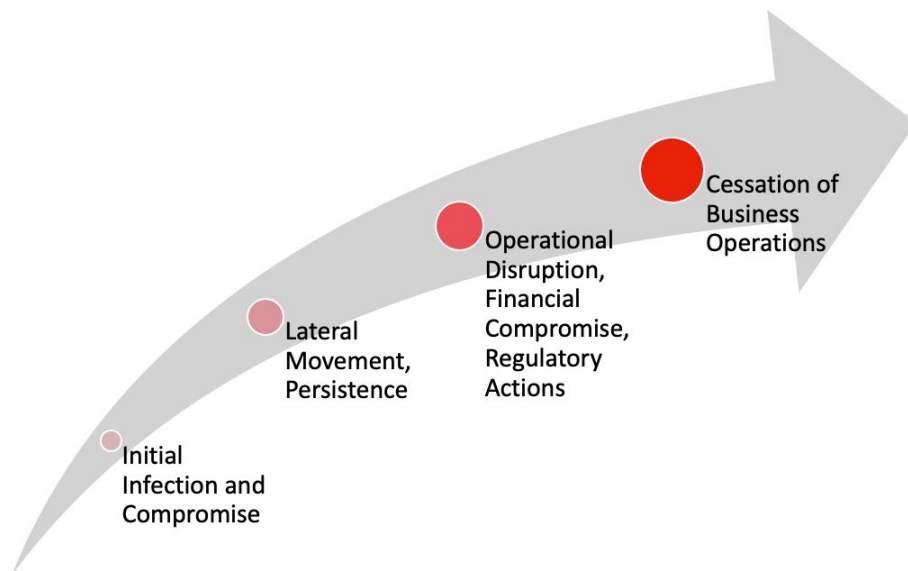 Initial
Infection and
Compromise
Lateral
Movement,
Persistence
Operational
Disruption,
Financial
Compromise,
Regulatory
Actions
Cessation of
Business
Operations